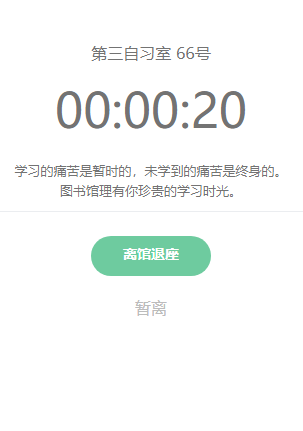 第三自习室 66号
00:00:20
学习的痛苦是暂时的，未学到的痛苦是终身的。
图书馆理有你珍贵的学习时光。
离馆退座
暂离